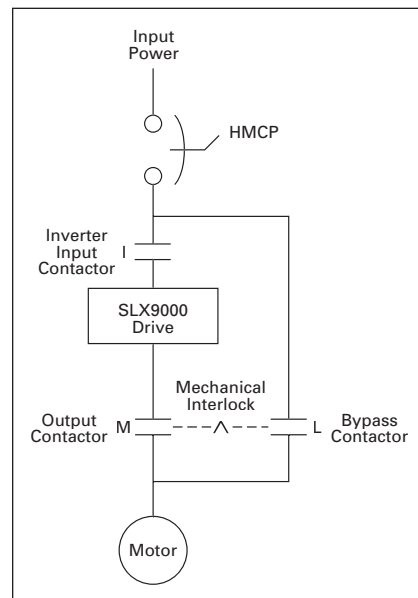 Input
Power
HMCP
Inverter
Input
Contactor
I
SLX9000
Drive
Mechanical
Interlock
Output
Contactor
M
L
Bypass
Contactor
Motor